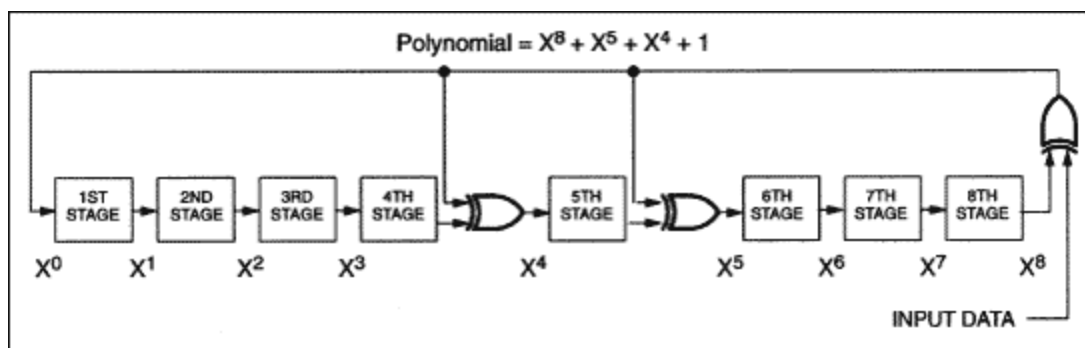 Polynomial = X⁸ + X⁵ + X⁴ + 1
1ST STAGE
2ND STAGE
3RD STAGE
4TH STAGE
5TH STAGE
6TH STAGE
7TH STAGE
8TH STAGE
X⁰ X¹ X² X³ X⁴ X⁵ X⁶ X⁷ X⁸
INPUT DATA